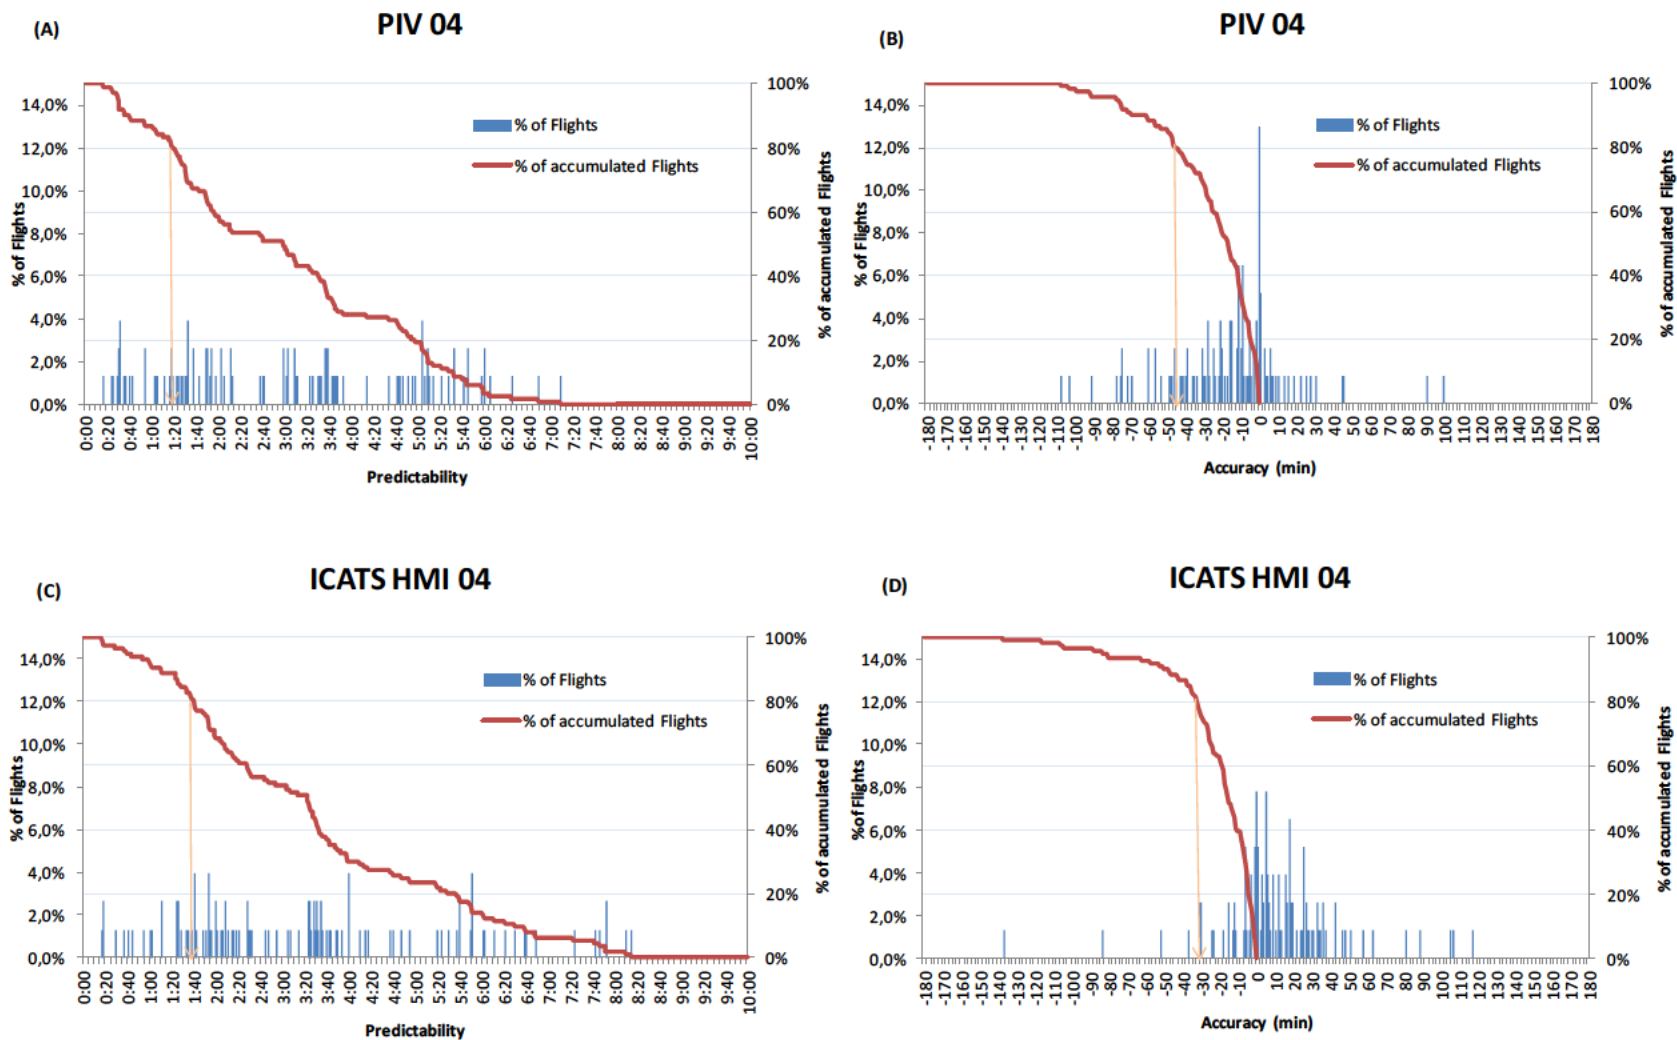 (A)
PIV 04
% of Flights
14,0%
12,0%
10,0%
8,0%
6,0%
4,0%
2,0%
0,0%
% of Flights
% of accumulated Flights
100%
80%
60%
40%
20%
0%
% of accumulated Flights
0:00 0:20 0:40 1:00 1:20 1:40 2:00 2:20 2:40 3:00 3:20 3:40 4:00 4:20 4:40 5:00 5:20 5:40 6:00 6:20 6:40 7:00 7:20 7:40 8:00 8:20 8:40 9:00 9:20 9:40 10:00
Predictability
(B)
PIV 04
% of Flights
14,0%
12,0%
10,0%
8,0%
6,0%
4,0%
2,0%
0,0%
% of Flights
% of accumulated Flights
100%
80%
60%
40%
20%
0%
% of accumulated Flights
-180 -170 -160 -150 -140 -130 -120 -110 -100 -90 -80 -70 -60 -50 -40 -30 -20 -10 0 10 20 30 40 50 60 70 80 90 100 110 120 130 140 150 160 170 180
Accuracy (min)
(C)
ICATS HMI 04
% of Flights
14,0%
12,0%
10,0%
8,0%
6,0%
4,0%
2,0%
0,0%
% of Flights
% of accumulated Flights
100%
80%
60%
40%
20%
0%
% of acuumulated Flights
0:00 0:20 0:40 1:00 1:20 1:40 2:00 2:20 2:40 3:00 3:20 3:40 4:00 4:20 4:40 5:00 5:20 5:40 6:00 6:20 6:40 7:00 7:20 7:40 8:00 8:20 8:40 9:00 9:20 9:40 10:00
Predictability
(D)
ICATS HMI 04
%of Flights
14,0%
12,0%
10,0%
8,0%
6,0%
4,0%
2,0%
0,0%
% of Flights
% of accumulated Flights
100%
80%
60%
40%
20%
0%
% of accumulated Flights
-180 -170 -160 -150 -140 -130 -120 -110 -100 -90 -80 -70 -60 -50 -40 -30 -20 -10 0 10 20 30 40 50 60 70 80 90 100 110 120 130 140 150 160 170 180
Accuracy (min)